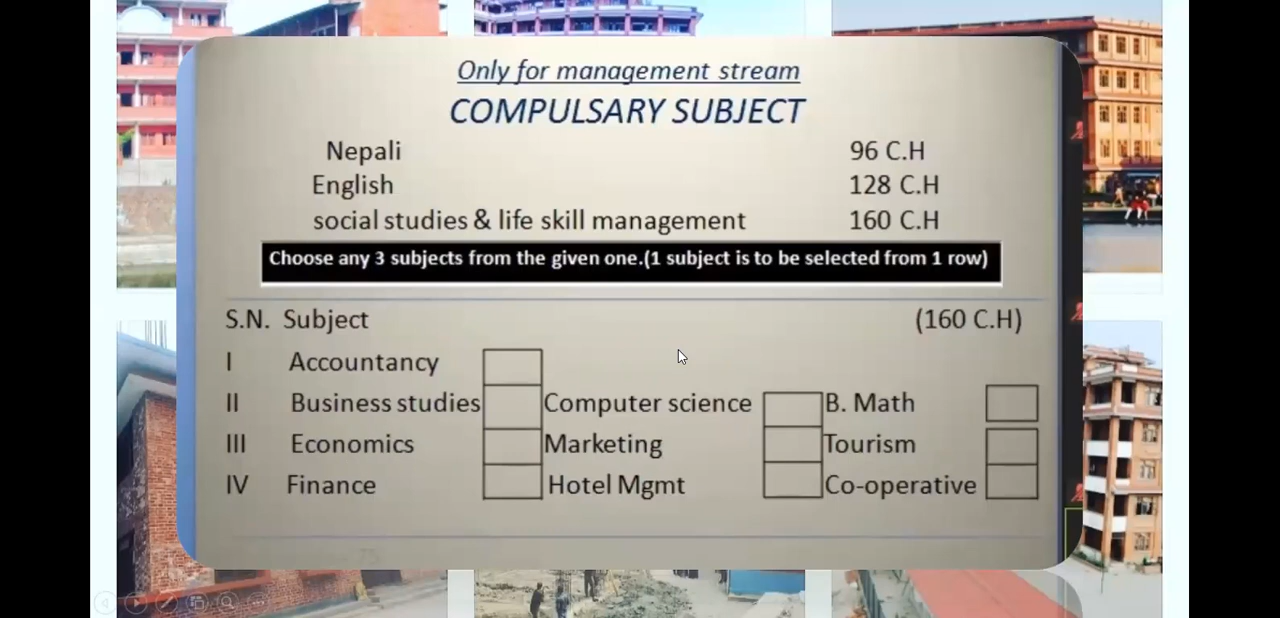 Only for management stream
COMPULSARY SUBJECT
Nepali 96 C.H
English 128 C.H
social studies & life skill management 160 C.H
Choose any 3 subjects from the given one.(1 subject is to be selected from 1 row)
S.N. Subject (160 C.H)
I Accountancy
II Business studies Computer science B. Math
III Economics Marketing Tourism
IV Finance Hotel Mgmt Co-operative